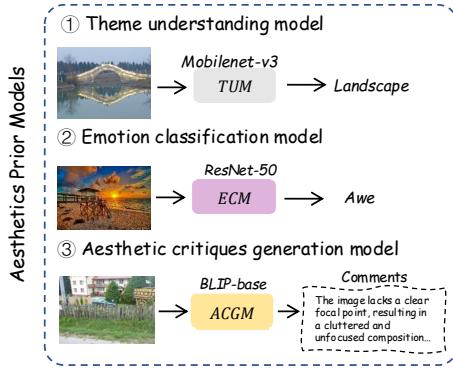 Aesthetics Prior Models
① Theme understanding model
Mobilenet-v3
TUM
Landscape
② Emotion classification model
ResNet-50
ECM
Awe
③ Aesthetic critiques generation model
BLIP-base
ACGM
Comments
The image lacks a clear
focal point, resulting in
a cluttered and
unfocused composition...